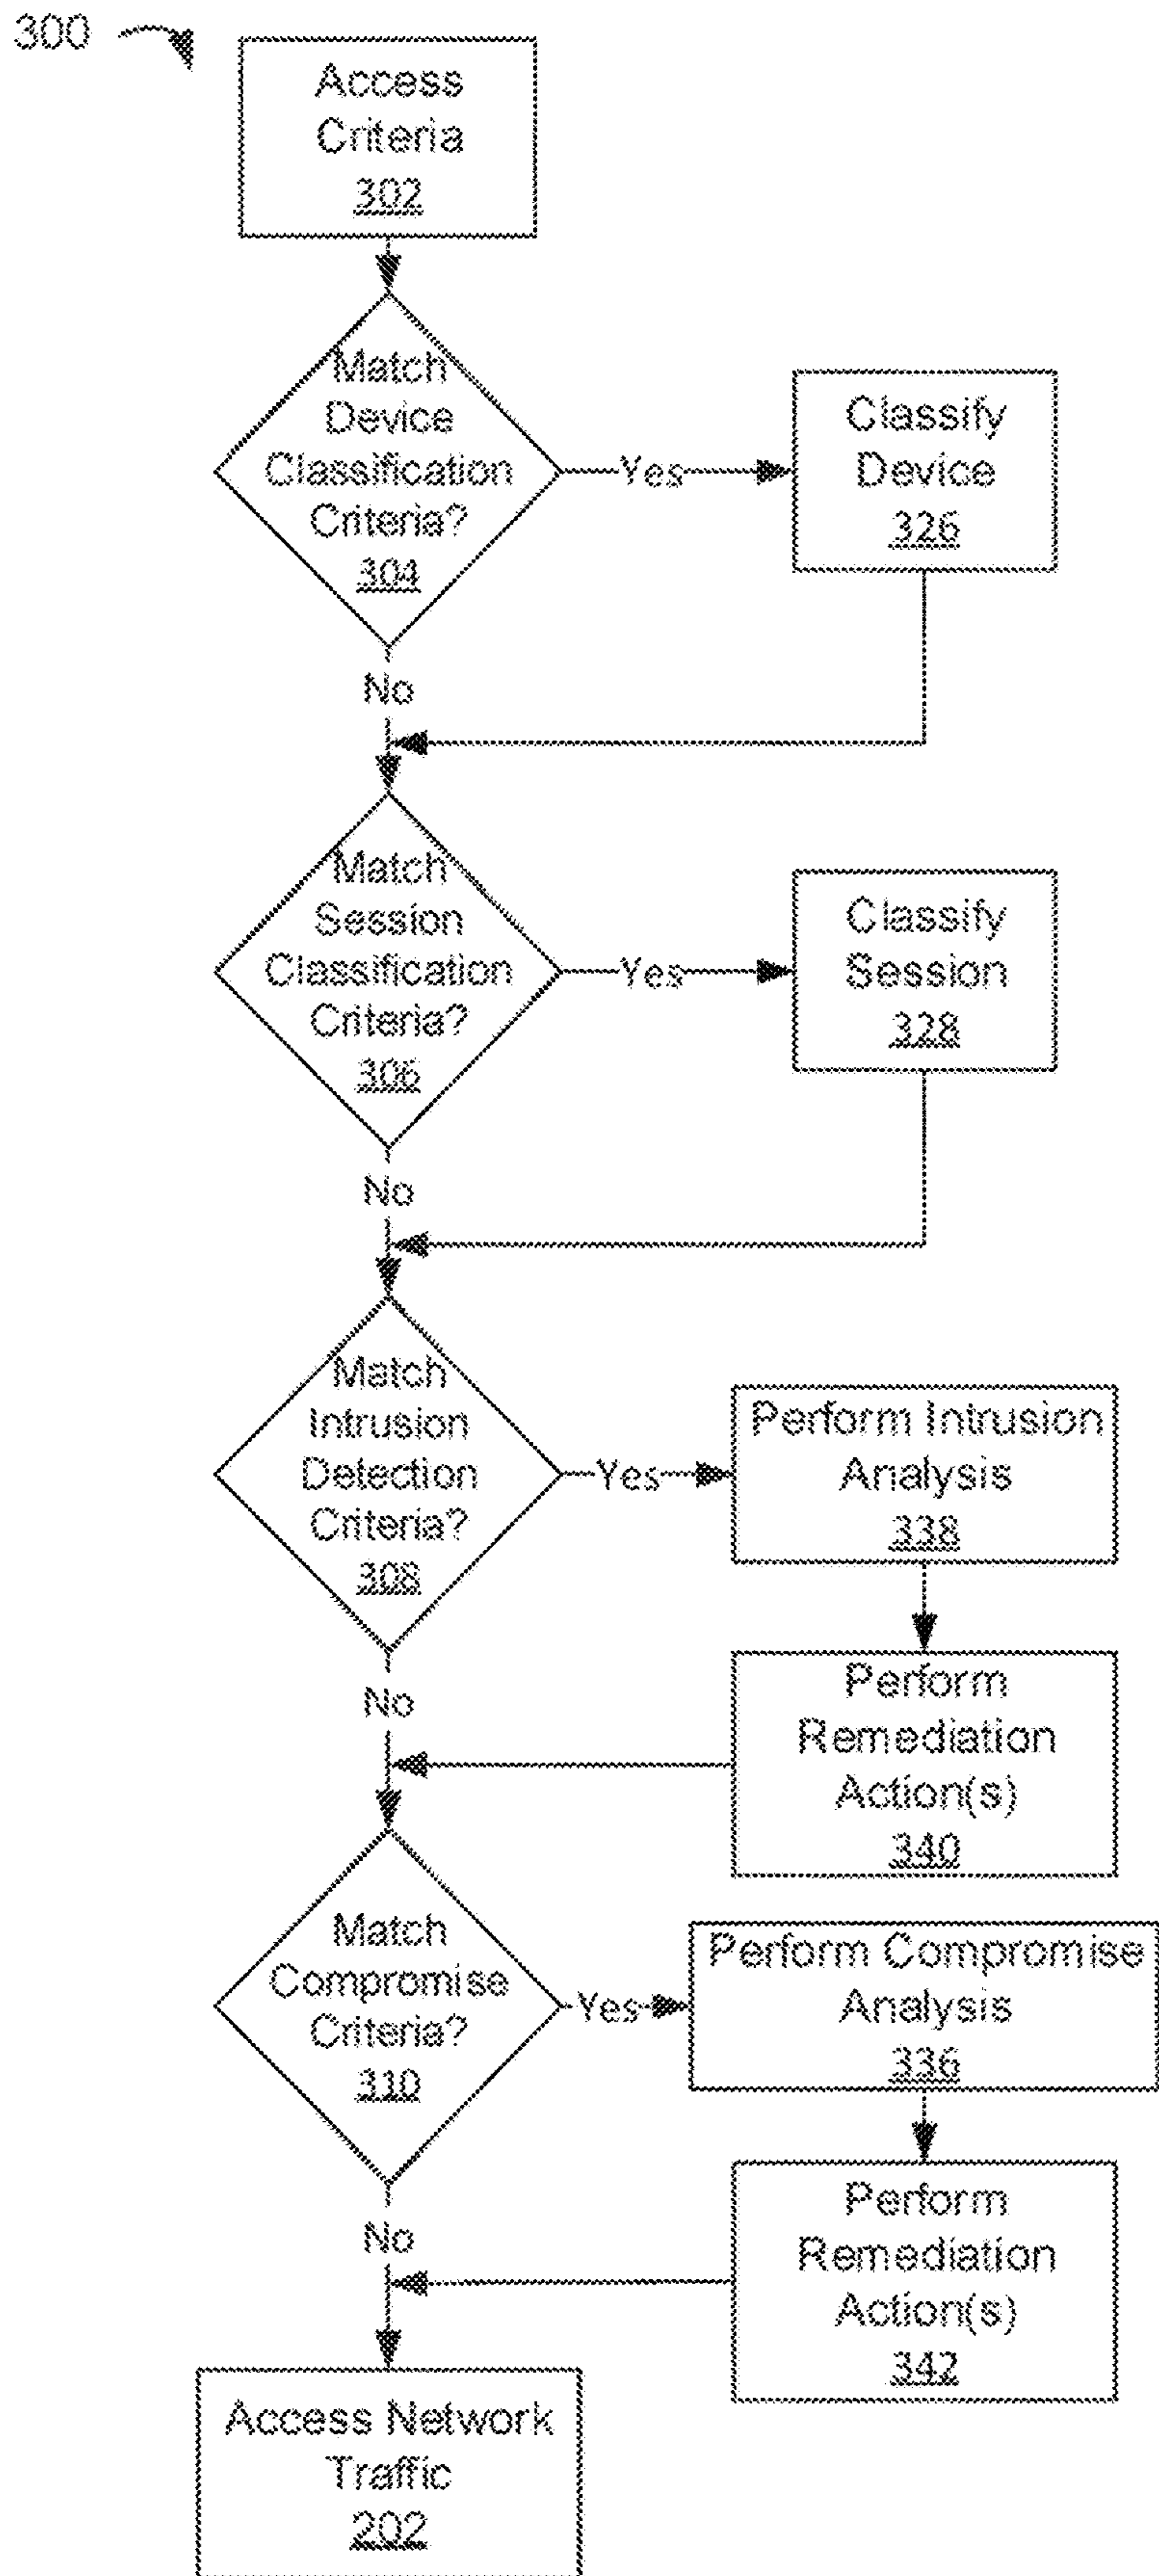 300
Access
Criteria
302
Match
Device
Classification
Criteria?
304
Yes
Classify
Device
326
No
Match
Session
Classification
Criteria?
306
Yes
Classify
Session
328
No
Match
Intrusion
Detection
Criteria?
308
Yes
Perform Intrusion
Analysis
338
Perform
Remediation
Action(s)
340
No
Match
Compromise
Criteria?
310
Yes
Perform Compromise
Analysis
336
Perform
Remediation
Action(s)
342
No
Access Network
Traffic
202